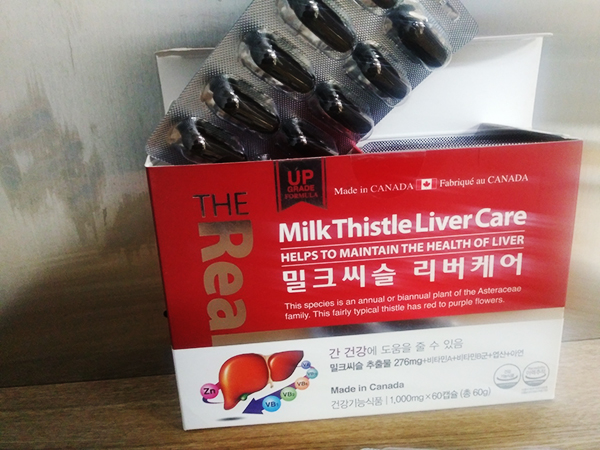 THE Real
UP
GRADE
FORMULA
Made in CANADA Fabriqué au CANADA
Milk Thistle Liver Care
HELPS TO MAINTAIN THE HEALTH OF LIVER
밀크씨슬 리버케어
This species is an annual or biannual plant of the Asteraceae
family. This fairly typical thistle has red to purple flowers.
간 건강에 도움을 줄 수 있음
밀크씨슬 추출물 276mg+비타민A+비타민B군+엽산+아연
Zn
Made in Canada
건강기능식품 | 1,000mg × 60캡슐 (총 60g)